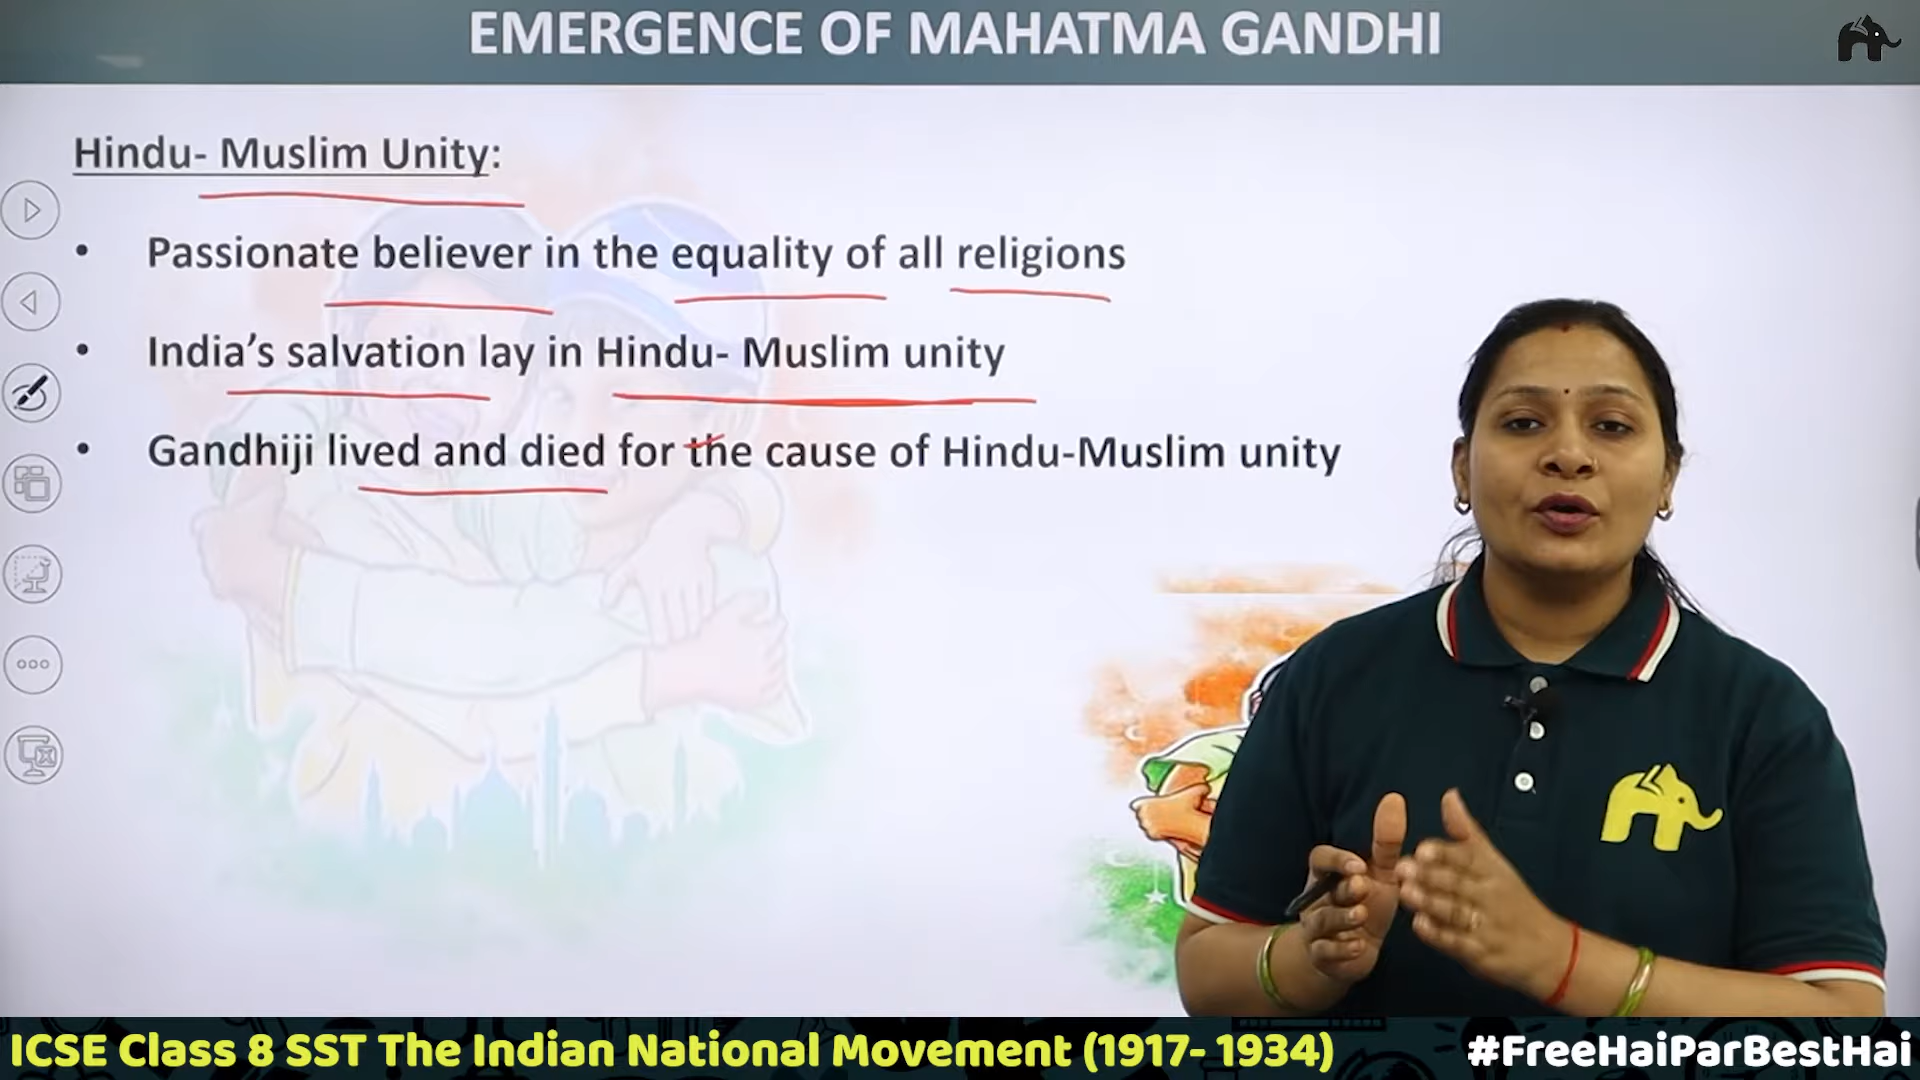 EMERGENCE OF MAHATMA GANDHI
Hindu- Muslim Unity:
• Passionate believer in the equality of all religions
• India’s salvation lay in Hindu- Muslim unity
• Gandhiji lived and died for the cause of Hindu-Muslim unity
ICSE Class 8 SST The Indian National Movement (1917- 1934)
#FreeHaiParBestHai